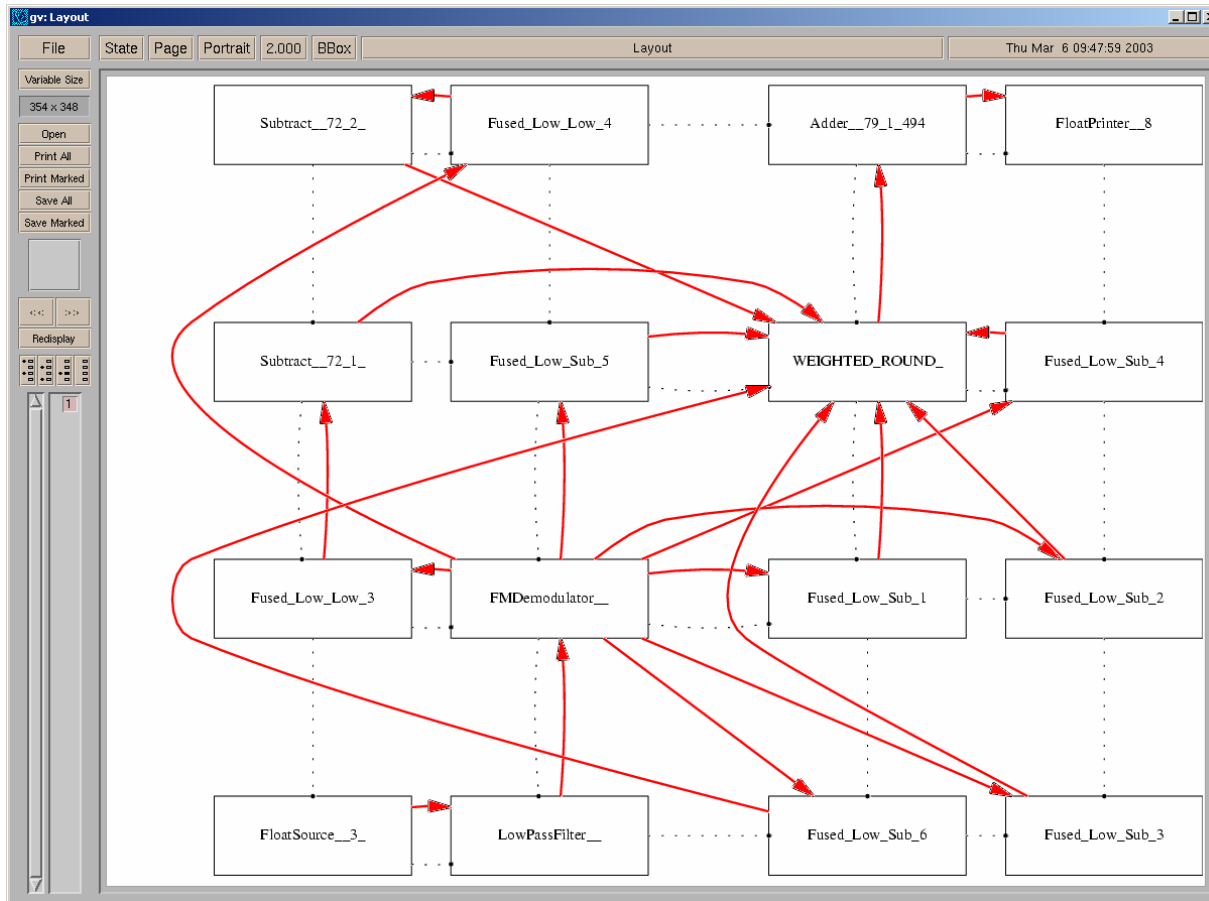 gv: Layout
File
State
Page
Portrait
2.000
BBox
Layout
Thu Mar 6 09:47:59 2003
Variable Size
354 x 348
Open
Print All
Print Marked
Save All
Save Marked
<< >>
Redisplay
1
Subtract__72_2_
Fused_Low_Low_4
Adder__79_1_494
FloatPrinter__8
Subtract__72_1_
Fused_Low_Sub_5
WEIGHTED_ROUND_
Fused_Low_Sub_4
Fused_Low_Low_3
FMDemodulator__
Fused_Low_Sub_1
Fused_Low_Sub_2
FloatSource__3_
LowPassFilter__
Fused_Low_Sub_6
Fused_Low_Sub_3